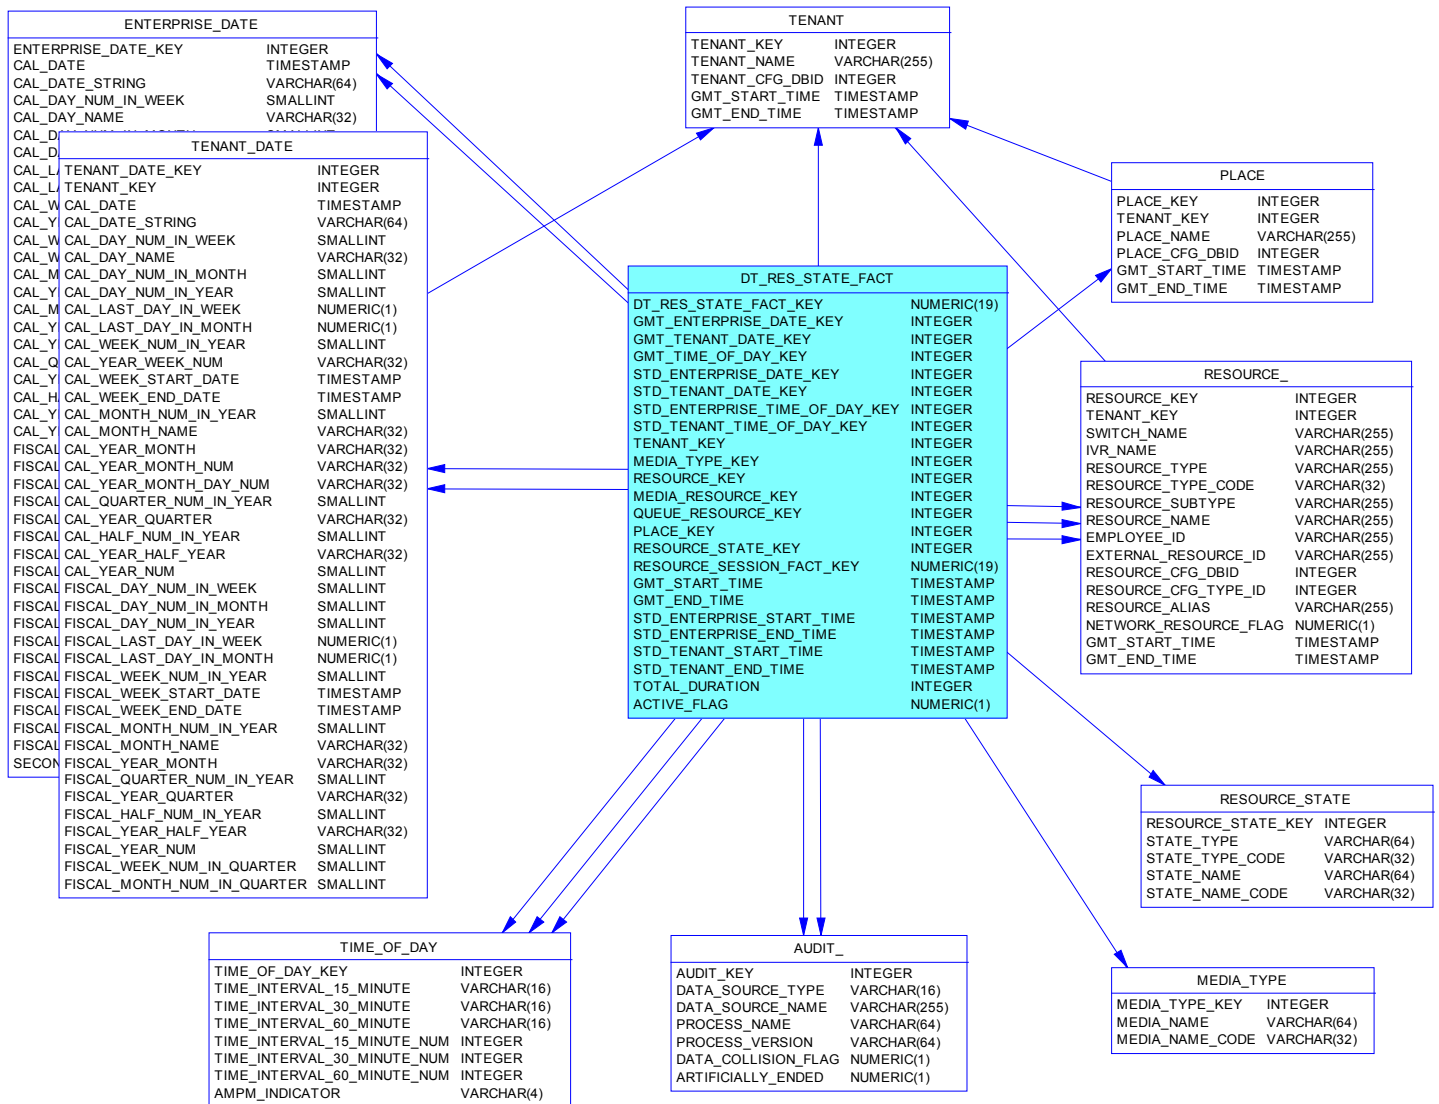 ENTERPRISE_DATE
ENTERPRISE_DATE_KEY INTEGER
CAL_DATE TIMESTAMP
CAL_DATE_STRING VARCHAR(64)
CAL_DAY_NUM_IN_WEEK SMALLINT
CAL_DAY_NAME VARCHAR(32)
TENANT_DATE
TENANT_DATE_KEY INTEGER
TENANT_KEY INTEGER
CAL_DATE TIMESTAMP
CAL_DATE_STRING VARCHAR(64)
CAL_DAY_NUM_IN_WEEK SMALLINT
CAL_DAY_NAME VARCHAR(32)
CAL_DAY_NUM_IN_MONTH SMALLINT
CAL_DAY_NUM_IN_YEAR SMALLINT
CAL_LAST_DAY_IN_WEEK NUMERIC(1)
CAL_LAST_DAY_IN_MONTH NUMERIC(1)
CAL_WEEK_NUM_IN_YEAR SMALLINT
CAL_YEAR_WEEK_NUM VARCHAR(32)
CAL_WEEK_START_DATE TIMESTAMP
CAL_WEEK_END_DATE TIMESTAMP
CAL_MONTH_NUM_IN_YEAR SMALLINT
CAL_MONTH_NAME VARCHAR(32)
CAL_YEAR_MONTH VARCHAR(32)
CAL_YEAR_MONTH_NUM VARCHAR(32)
CAL_YEAR_MONTH_DAY_NUM VARCHAR(32)
CAL_QUARTER_NUM_IN_YEAR SMALLINT
CAL_YEAR_QUARTER VARCHAR(32)
CAL_HALF_NUM_IN_YEAR SMALLINT
CAL_YEAR_HALF_YEAR VARCHAR(32)
CAL_YEAR_NUM SMALLINT
FISCAL_DAY_NUM_IN_WEEK SMALLINT
FISCAL_DAY_NUM_IN_MONTH SMALLINT
FISCAL_DAY_NUM_IN_YEAR SMALLINT
FISCAL_LAST_DAY_IN_WEEK NUMERIC(1)
FISCAL_LAST_DAY_IN_MONTH NUMERIC(1)
FISCAL_WEEK_NUM_IN_YEAR SMALLINT
FISCAL_WEEK_START_DATE TIMESTAMP
FISCAL_WEEK_END_DATE TIMESTAMP
FISCAL_MONTH_NUM_IN_YEAR SMALLINT
FISCAL_MONTH_NAME VARCHAR(32)
FISCAL_YEAR_MONTH VARCHAR(32)
FISCAL_QUARTER_NUM_IN_YEAR SMALLINT
FISCAL_YEAR_QUARTER VARCHAR(32)
FISCAL_HALF_NUM_IN_YEAR SMALLINT
FISCAL_YEAR_HALF_YEAR VARCHAR(32)
FISCAL_YEAR_NUM SMALLINT
FISCAL_WEEK_NUM_IN_QUARTER SMALLINT
FISCAL_MONTH_NUM_IN_QUARTER SMALLINT
TENANT
TENANT_KEY INTEGER
TENANT_NAME VARCHAR(255)
TENANT_CFG_DBID INTEGER
GMT_START_TIME TIMESTAMP
GMT_END_TIME TIMESTAMP
PLACE
PLACE_KEY INTEGER
TENANT_KEY INTEGER
PLACE_NAME VARCHAR(255)
PLACE_CFG_DBID INTEGER
GMT_START_TIME TIMESTAMP
GMT_END_TIME TIMESTAMP
DT_RES_STATE_FACT
DT_RES_STATE_FACT_KEY NUMERIC(19)
GMT_ENTERPRISE_DATE_KEY INTEGER
GMT_TENANT_DATE_KEY INTEGER
GMT_TIME_OF_DAY_KEY INTEGER
STD_ENTERPRISE_DATE_KEY INTEGER
STD_TENANT_DATE_KEY INTEGER
STD_ENTERPRISE_TIME_OF_DAY_KEY INTEGER
STD_TENANT_TIME_OF_DAY_KEY INTEGER
TENANT_KEY INTEGER
MEDIA_TYPE_KEY INTEGER
RESOURCE_KEY INTEGER
MEDIA_RESOURCE_KEY INTEGER
QUEUE_RESOURCE_KEY INTEGER
PLACE_KEY INTEGER
RESOURCE_STATE_KEY INTEGER
RESOURCE_SESSION_FACT_KEY NUMERIC(19)
GMT_START_TIME TIMESTAMP
GMT_END_TIME TIMESTAMP
STD_ENTERPRISE_START_TIME TIMESTAMP
STD_ENTERPRISE_END_TIME TIMESTAMP
STD_TENANT_START_TIME TIMESTAMP
STD_TENANT_END_TIME TIMESTAMP
TOTAL_DURATION INTEGER
ACTIVE_FLAG NUMERIC(1)
RESOURCE_
RESOURCE_KEY INTEGER
TENANT_KEY INTEGER
SWITCH_NAME VARCHAR(255)
IVR_NAME VARCHAR(255)
RESOURCE_TYPE VARCHAR(255)
RESOURCE_TYPE_CODE VARCHAR(32)
RESOURCE_SUBTYPE VARCHAR(255)
RESOURCE_NAME VARCHAR(255)
EMPLOYEE_ID VARCHAR(255)
EXTERNAL_RESOURCE_ID VARCHAR(255)
RESOURCE_CFG_DBID INTEGER
RESOURCE_CFG_TYPE_ID INTEGER
RESOURCE_ALIAS VARCHAR(255)
NETWORK_RESOURCE_FLAG NUMERIC(1)
GMT_START_TIME TIMESTAMP
GMT_END_TIME TIMESTAMP
RESOURCE_STATE
RESOURCE_STATE_KEY INTEGER
STATE_TYPE VARCHAR(64)
STATE_TYPE_CODE VARCHAR(32)
STATE_NAME VARCHAR(64)
STATE_NAME_CODE VARCHAR(32)
TIME_OF_DAY
TIME_OF_DAY_KEY INTEGER
TIME_INTERVAL_15_MINUTE VARCHAR(16)
TIME_INTERVAL_30_MINUTE VARCHAR(16)
TIME_INTERVAL_60_MINUTE VARCHAR(16)
TIME_INTERVAL_15_MINUTE_NUM INTEGER
TIME_INTERVAL_30_MINUTE_NUM INTEGER
TIME_INTERVAL_60_MINUTE_NUM INTEGER
AMPM_INDICATOR VARCHAR(4)
AUDIT_
AUDIT_KEY INTEGER
DATA_SOURCE_TYPE VARCHAR(16)
DATA_SOURCE_NAME VARCHAR(255)
PROCESS_NAME VARCHAR(64)
PROCESS_VERSION VARCHAR(64)
DATA_COLLISION_FLAG NUMERIC(1)
ARTIFICIALLY_ENDED NUMERIC(1)
MEDIA_TYPE
MEDIA_TYPE_KEY INTEGER
MEDIA_NAME VARCHAR(64)
MEDIA_NAME_CODE VARCHAR(32)